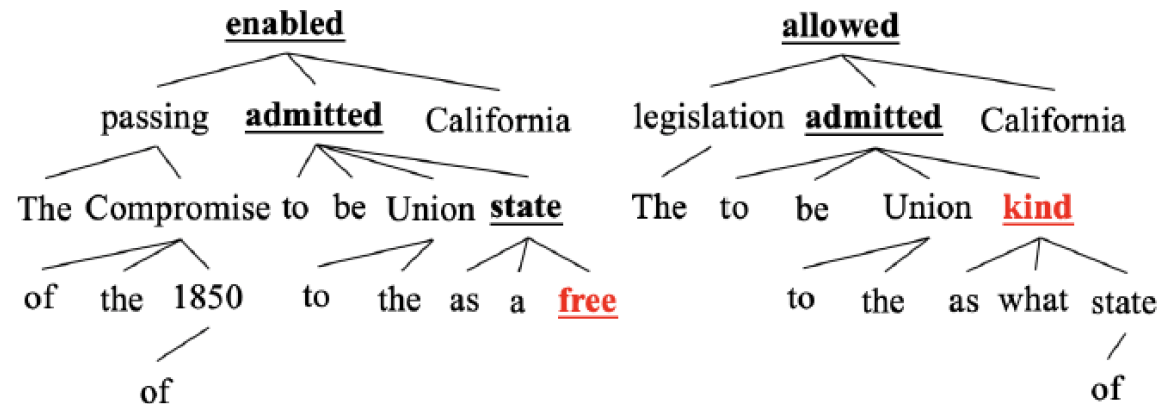 enabled allowed
passing admitted California legislation admitted California
The Compromise to be Union state The to be Union kind
of the 1850 to the as a free to the as what state
of of